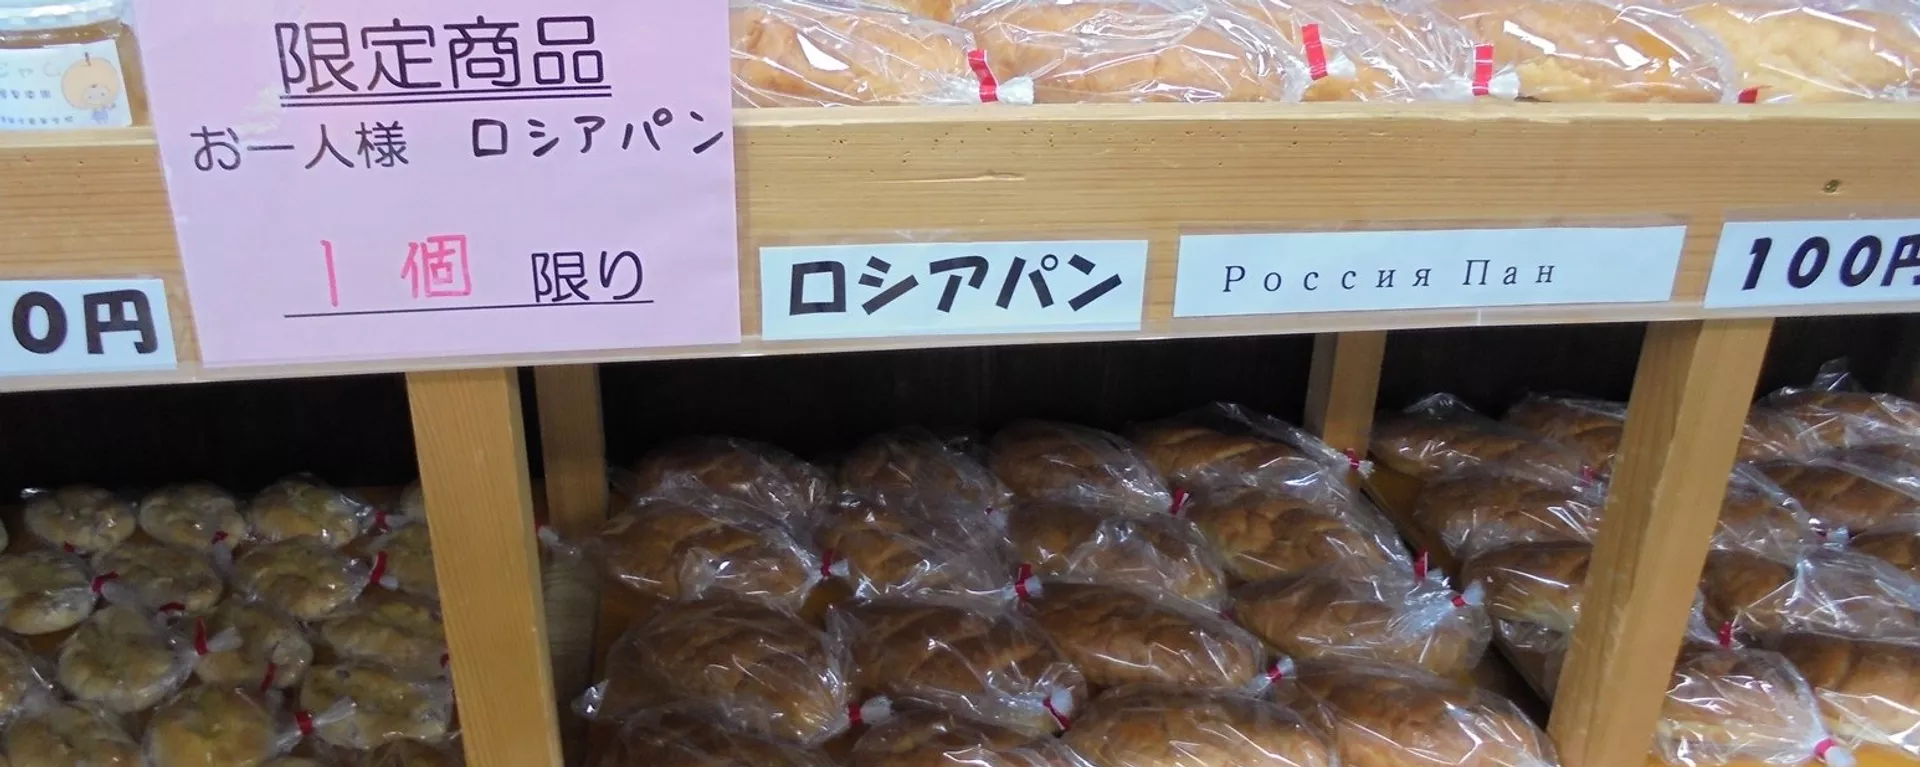 限定商品
お一人様 ロシアパン
1個 限り
0円
ロシアパン
Россия Пан
100円